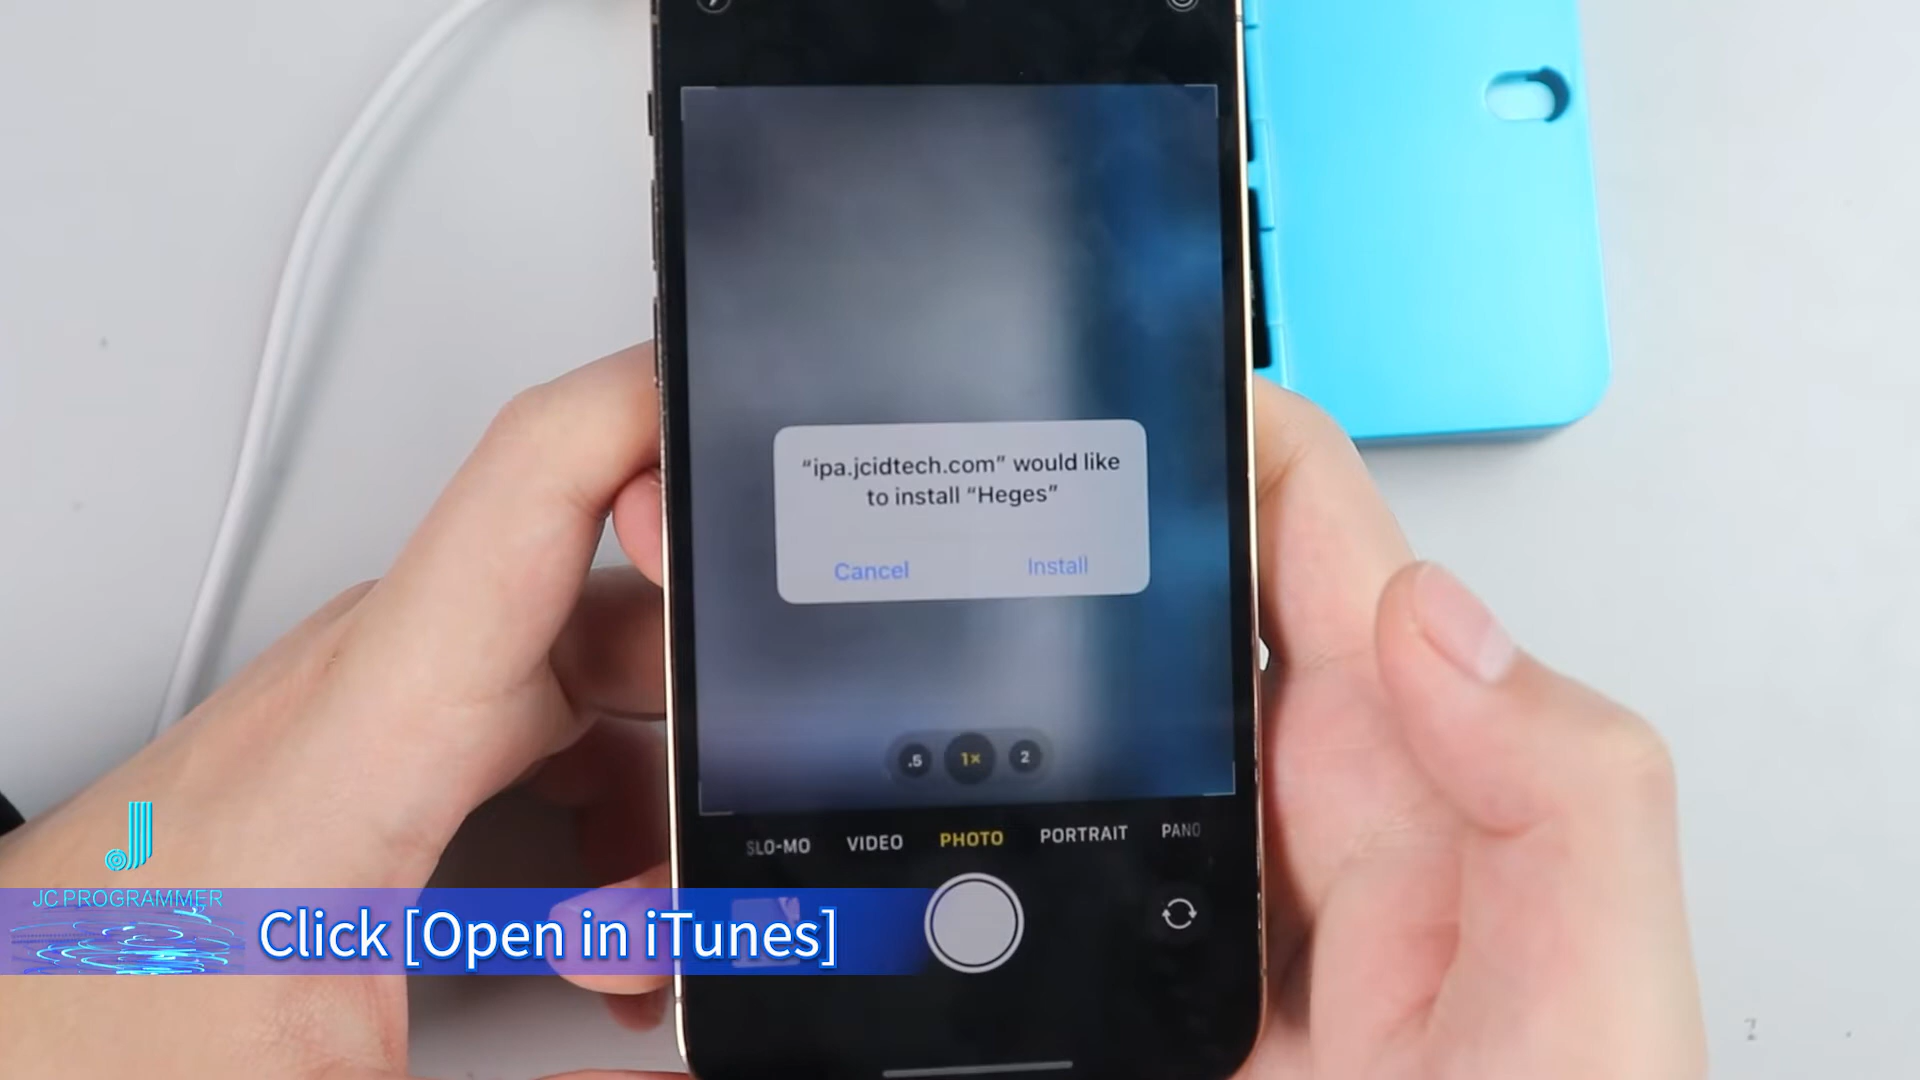 “ipa.jcidtech.com” would like
to install “Heges”
Cancel
Install
.5
1×
2
SLO-MO
VIDEO
PHOTO
PORTRAIT
PANO
JC PROGRAMMER
Click [Open in iTunes]